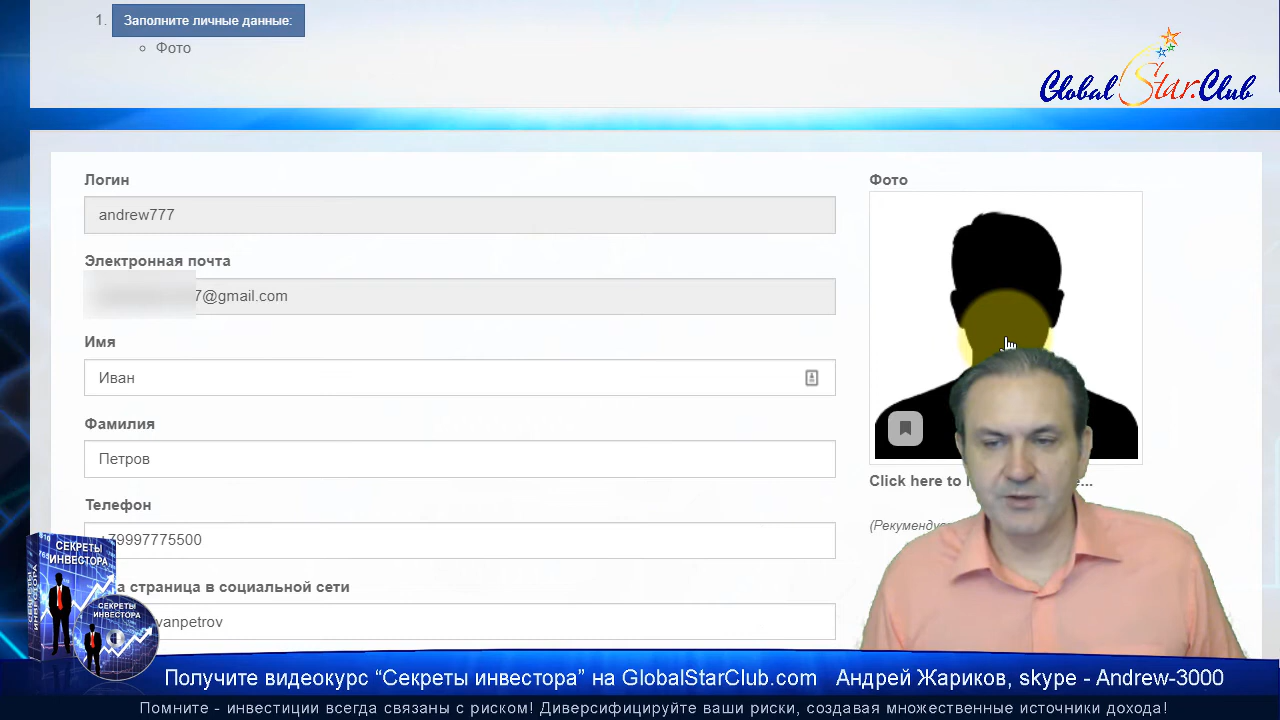 1. Заполните личные данные:
Фото
Global Star.Club
Логин
andrew777
Фото
Электронная почта
7@gmail.com
Имя
Иван
Фамилия
Петров
Click here to
e...
Телефон
79997775500
(Рекомендуе
страница в социальной сети
vanpetrov
СЕКРЕТЫ
ИНВЕСТОРА
СЕКРЕТЫ
ИНВЕСТОРА
СЕКРЕТЫ
ИНВЕСТОРА
Получите видеокурс “Секреты инвестора” на GlobalStarClub.com Андрей Жариков, skype - Andrew-3000
Помните - инвестиции всегда связаны с риском! Диверсифицируйте ваши риски, создавая множественные источники дохода!